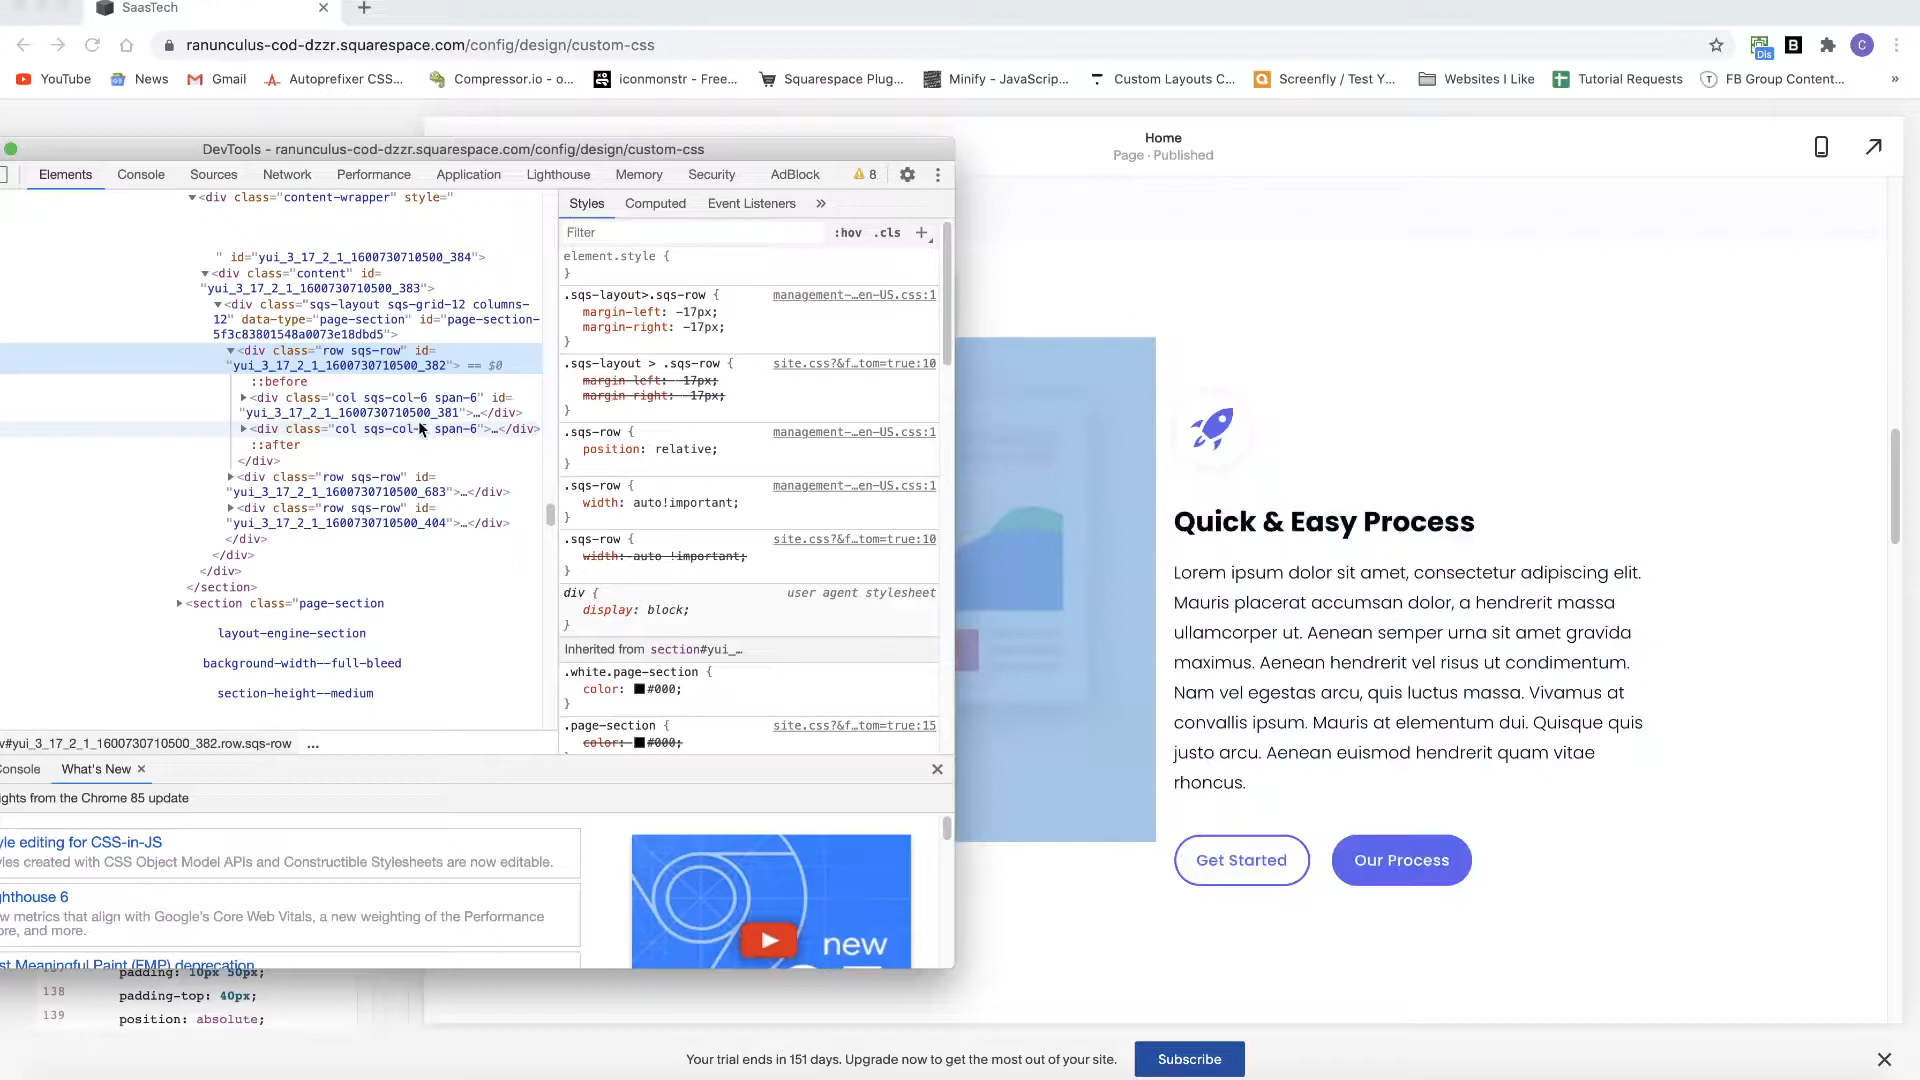 SaasTech
ranunculus-cod-dzzr.squarespace.com/config/design/custom-css
Dis
B
C
YouTube
News
Gmail
Autoprefixer CSS...
Compressor.io - o...
iconmonstr - Free...
Squarespace Plug...
Minify - JavaScrip...
Custom Layouts C...
Screenfly / Test Y...
Websites I Like
Tutorial Requests
FB Group Content...
»
Home
Page · Published
DevTools - ranunculus-cod-dzzr.squarespace.com/config/design/custom-css
Elements
Console
Sources
Network
Performance
Application
Lighthouse
Memory
Security
AdBlock
8
<div class="content-wrapper" style="
" id="yui_3_17_2_1_1600730710500_384">
<div class="content" id=
"yui_3_17_2_1_1600730710500_383">
<div class="sqs-layout sqs-grid-12 columns-
12" data-type="page-section" id="page-section-
5f3c83801548a0073e18dbd5">
<div class="row sqs-row" id=
"yui_3_17_2_1_1600730710500_382"> == $0
::before
<div class="col sqs-col-6 span-6" id=
"yui_3_17_2_1_1600730710500_381">…</div>
<div class="col sqs-col-6 span-6">…</div>
::after
</div>
<div class="row sqs-row" id=
"yui_3_17_2_1_1600730710500_683">…</div>
<div class="row sqs-row" id=
"yui_3_17_2_1_1600730710500_404">…</div>
</div>
</div>
</div>
</section>
<section class="page-section
layout-engine-section
background-width--full-bleed
section-height--medium
v#yui_3_17_2_1_1600730710500_382.row.sqs-row
...
Styles
Computed
Event Listeners
»
Filter
:hov
.cls
+
element.style {
}
.sqs-layout>.sqs-row {
management-…en-US.css:1
margin-left: -17px;
margin-right: -17px;
}
.sqs-layout > .sqs-row {
site.css?&f…tom=true:10
margin-left: -17px;
margin-right: -17px;
}
.sqs-row {
management-…en-US.css:1
position: relative;
}
.sqs-row {
management-…en-US.css:1
width: auto!important;
}
.sqs-row {
site.css?&f…tom=true:10
width: auto !important;
}
div {
user agent stylesheet
display: block;
}
Inherited from section#yui_…
.white.page-section {
color: #000;
}
.page-section {
site.css?&f…tom=true:15
color: #000;
onsole
What's New
ights from the Chrome 85 update
yle editing for CSS-in-JS
yles created with CSS Object Model APIs and Constructible Stylesheets are now editable.
ghthouse 6
w metrics that align with Google's Core Web Vitals, a new weighting of the Performance
ore, and more.
st Meaningful Paint (FMP) deprecation
new
padding: 10px 50px;
138
padding-top: 40px;
139
position: absolute;
Quick & Easy Process
Lorem ipsum dolor sit amet, consectetur adipiscing elit.
Mauris placerat accumsan dolor, a hendrerit massa
ullamcorper ut. Aenean semper urna sit amet gravida
maximus. Aenean hendrerit vel risus ut condimentum.
Nam vel egestas arcu, quis luctus massa. Vivamus at
convallis ipsum. Mauris at elementum dui. Quisque quis
justo arcu. Aenean euismod hendrerit quam vitae
rhoncus.
Get Started
Our Process
Your trial ends in 151 days. Upgrade now to get the most out of your site.
Subscribe